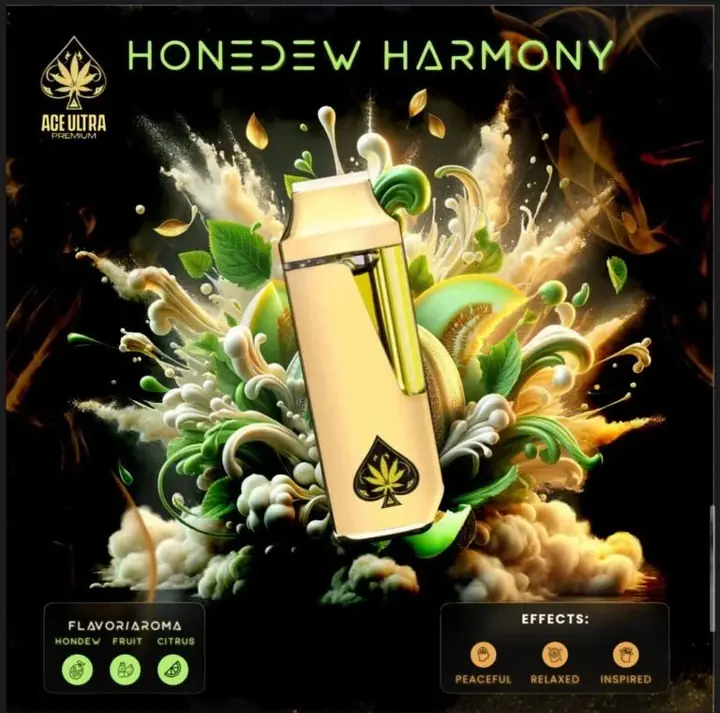 HONEDEW HARMONY
ACE ULTRA
PREMIUM
FLAVOR/AROMA
HONDEW FRUIT CITRUS
EFFECTS:
PEACEFUL RELAXED INSPIRED